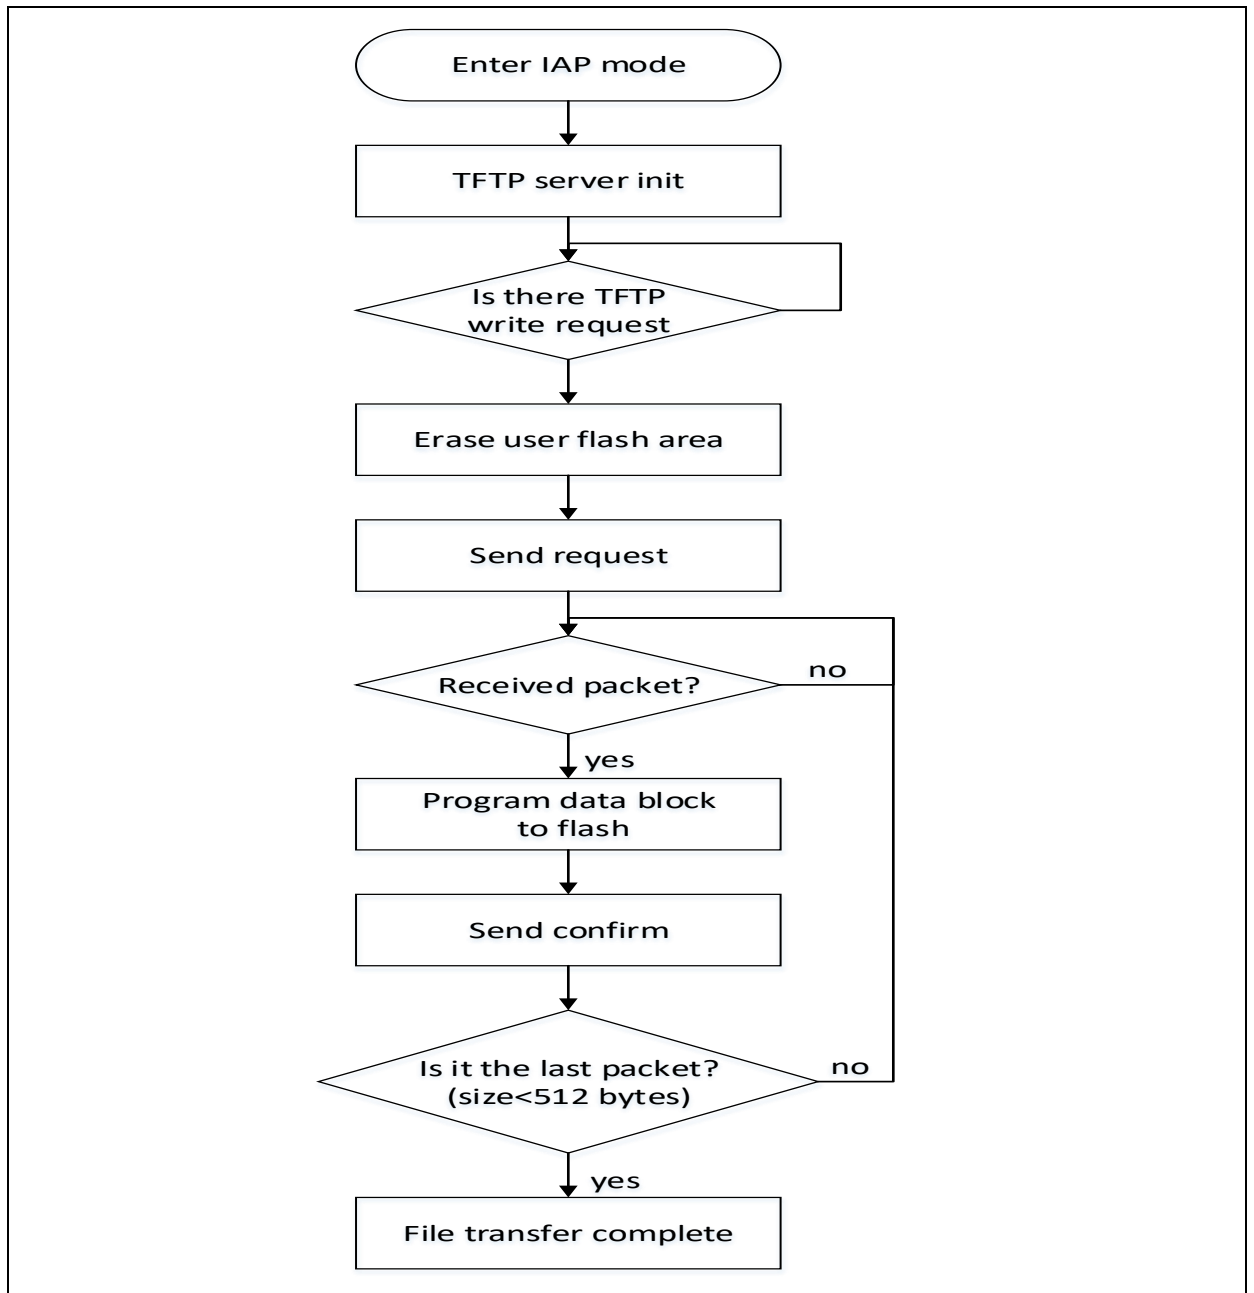 Enter IAP mode
TFTP server init
Is there TFTP
write request
Erase user flash area
Send request
Received packet?
no
yes
Program data block
to flash
Send confirm
Is it the last packet?
(size<512 bytes)
no
yes
File transfer complete